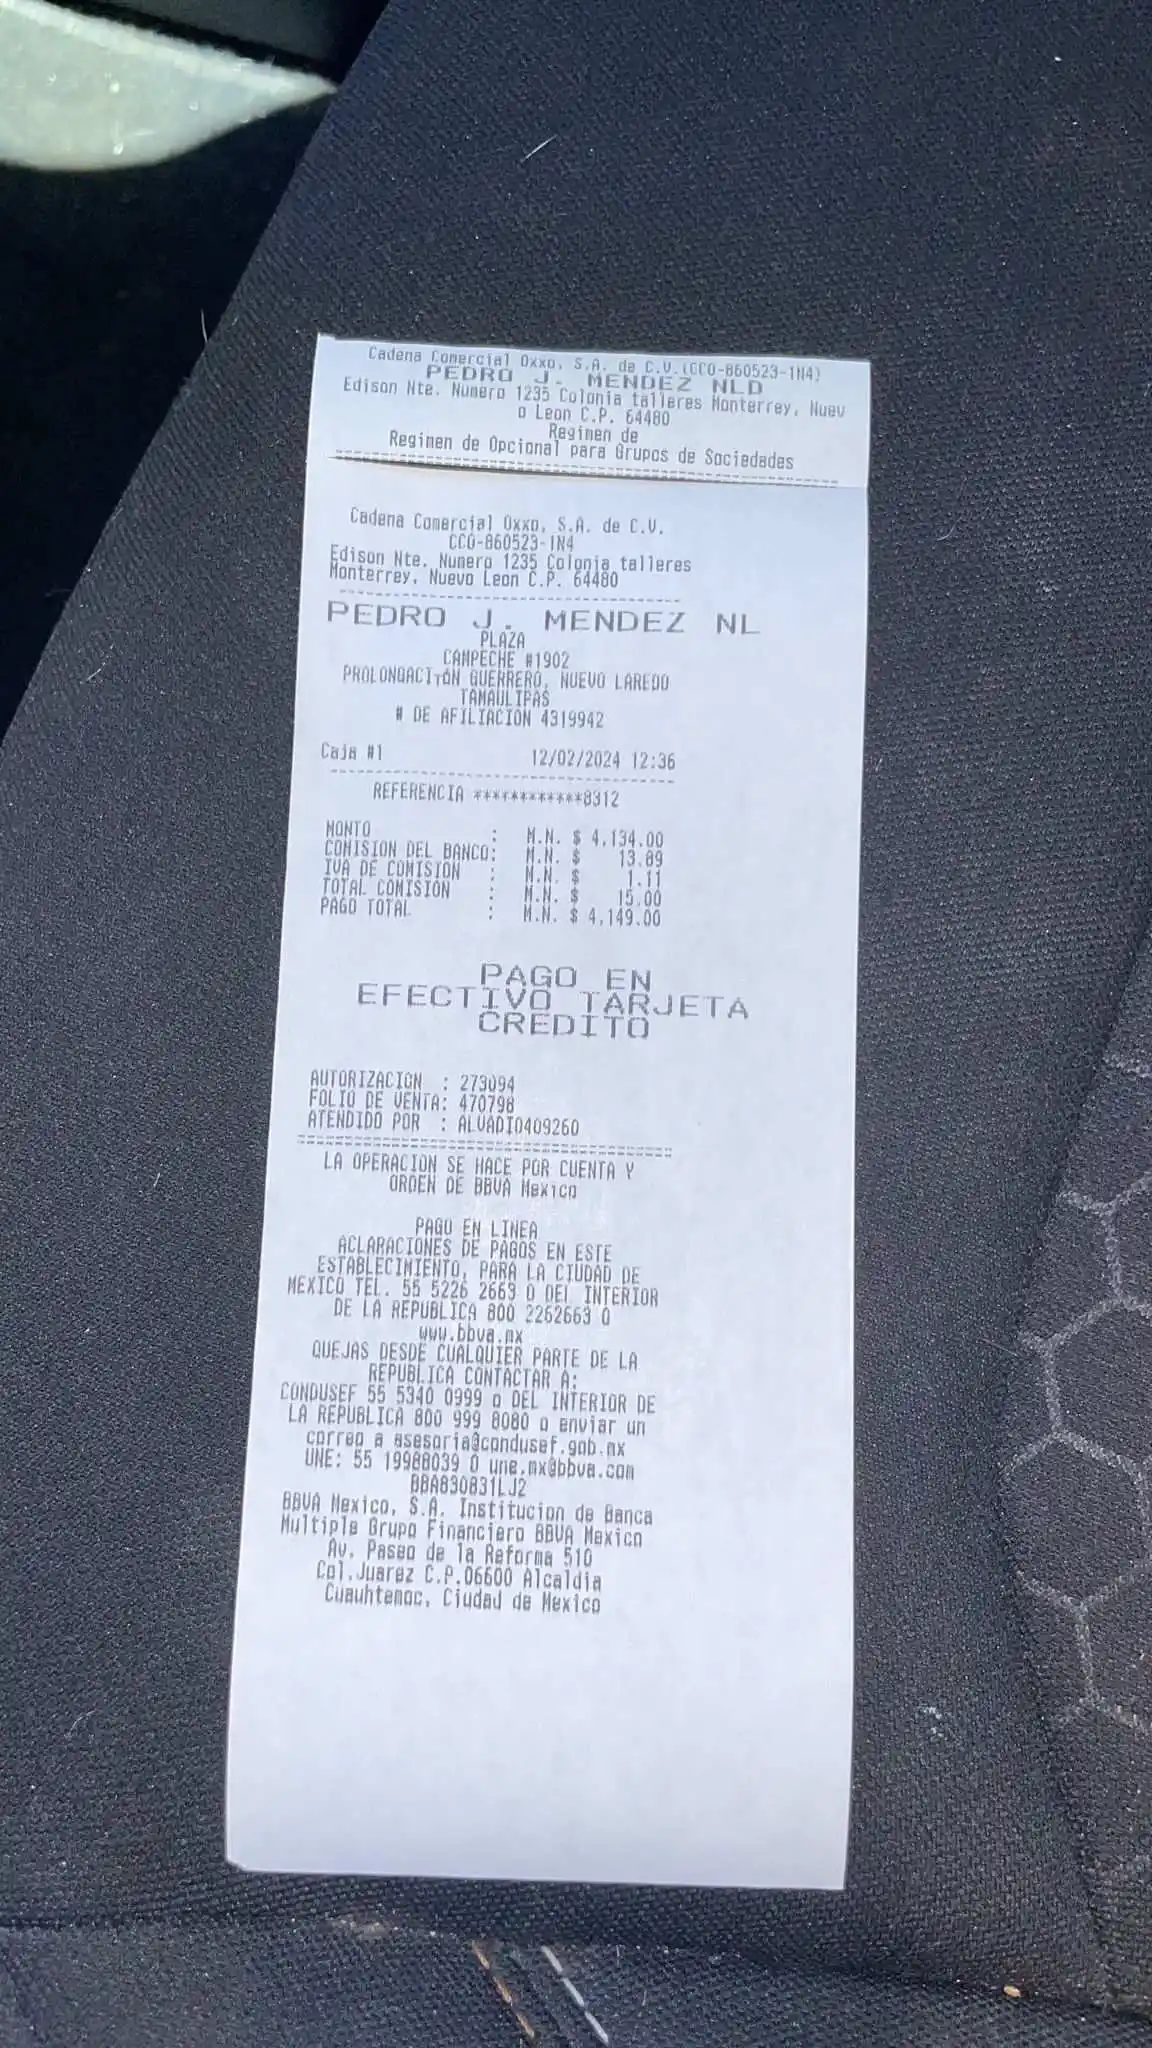 Cadena Comercial Oxxo, S.A. de C.V.(CCO-860523-1N4)
PEDRO J. MENDEZ NLD
Edison Nte. Numero 1235 Colonia talleres Monterrey, Nuev
o Leon C.P. 64480
Regimen de
Regimen de Opcional para Grupos de Sociedades
Cadena Comercial Oxxo, S.A. de C.V.
CCO-860523-1N4
Edison Nte. Numero 1235 Colonia talleres
Monterrey, Nuevo Leon C.P. 64480
PEDRO J. MENDEZ NL
PLAZA
CAMPECHE #1902
PROLONGACIтÓN GUERRERO, NUEVO LAREDO
TAMAULIPAS
# DE AFILIACION 4319942
Caja #1 12/02/2024 12:36
REFERENCIA ************8312
MONTO : M.N. $ 4,134.00
COMISION DEL BANCO: M.N. $ 13.89
IVA DE COMISION : M.N. $ 1.11
TOTAL COMISION : M.N. $ 15.00
PAGO TOTAL : M.N. $ 4,149.00
PAGO EN
EFECTIVO TARJETA
CREDITO
AUTORIZACION : 273094
FOLIO DE VENTA: 470798
ATENDIDO POR : ALVADIO409260
LA OPERACION SE HACE POR CUENTA Y
ORDEN DE BBVA Mexico
PAGO EN LINEA
ACLARACIONES DE PAGOS EN ESTE
ESTABLECIMIENTO, PARA LA CIUDAD DE
MEXICO TEL. 55 5226 2663 O DEL INTERIOR
DE LA REPUBLICA 800 2262663 O
www.bbva.mx
QUEJAS DESDE CUALQUIER PARTE DE LA
REPUBLICA CONTACTAR A:
CONDUSEF 55 5340 0999 o DEL INTERIOR DE
LA REPUBLICA 800 999 8080 o enviar un
correo a asesoria@condusef.gob.mx
UNE: 55 19988039 O une.mx@bbva.com
BBA830831LJ2
BBVA Mexico, S.A. Institucion de Banca
Multiple Grupo Financiero BBVA Mexico
Av. Paseo de la Reforma 510
Col.Juarez C.P.06600 Alcaldia
Cuauhtemoc, Ciudad de Mexico